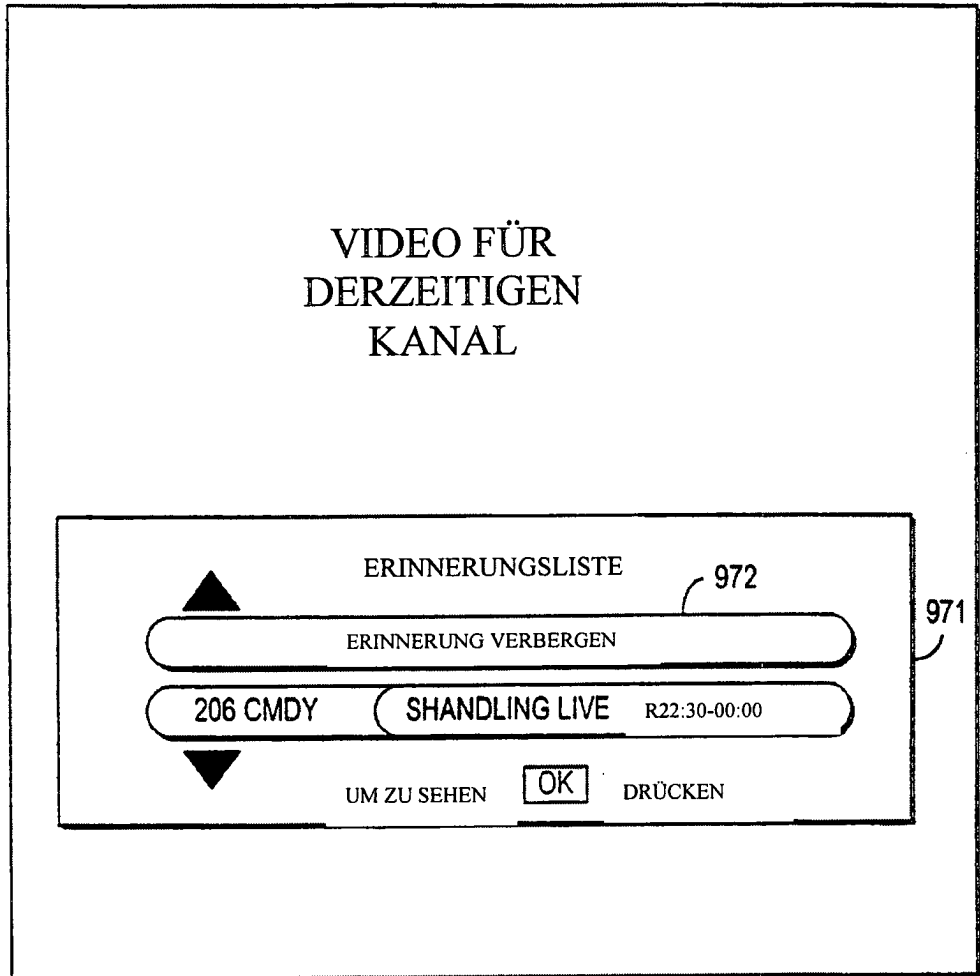 VIDEO FÜR
DERZEITIGEN
KANAL
ERINNERUNGSLISTE
972
971
ERINNERUNG VERBERGEN
206 CMDY SHANDLING LIVE R22:30-00:00
UM ZU SEHEN OK DRÜCKEN